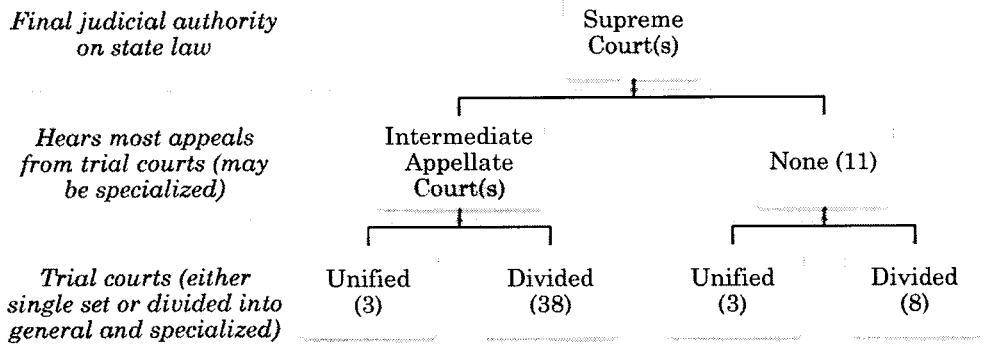 Final judicial authority
on state law
Supreme
Court(s)
Hears most appeals
from trial courts (may
be specialized)
Intermediate
Appellate
Court(s)
None (11)
Trial courts (either
single set or divided into
general and specialized)
Unified
(3)
Divided
(38)
Unified
(3)
Divided
(8)